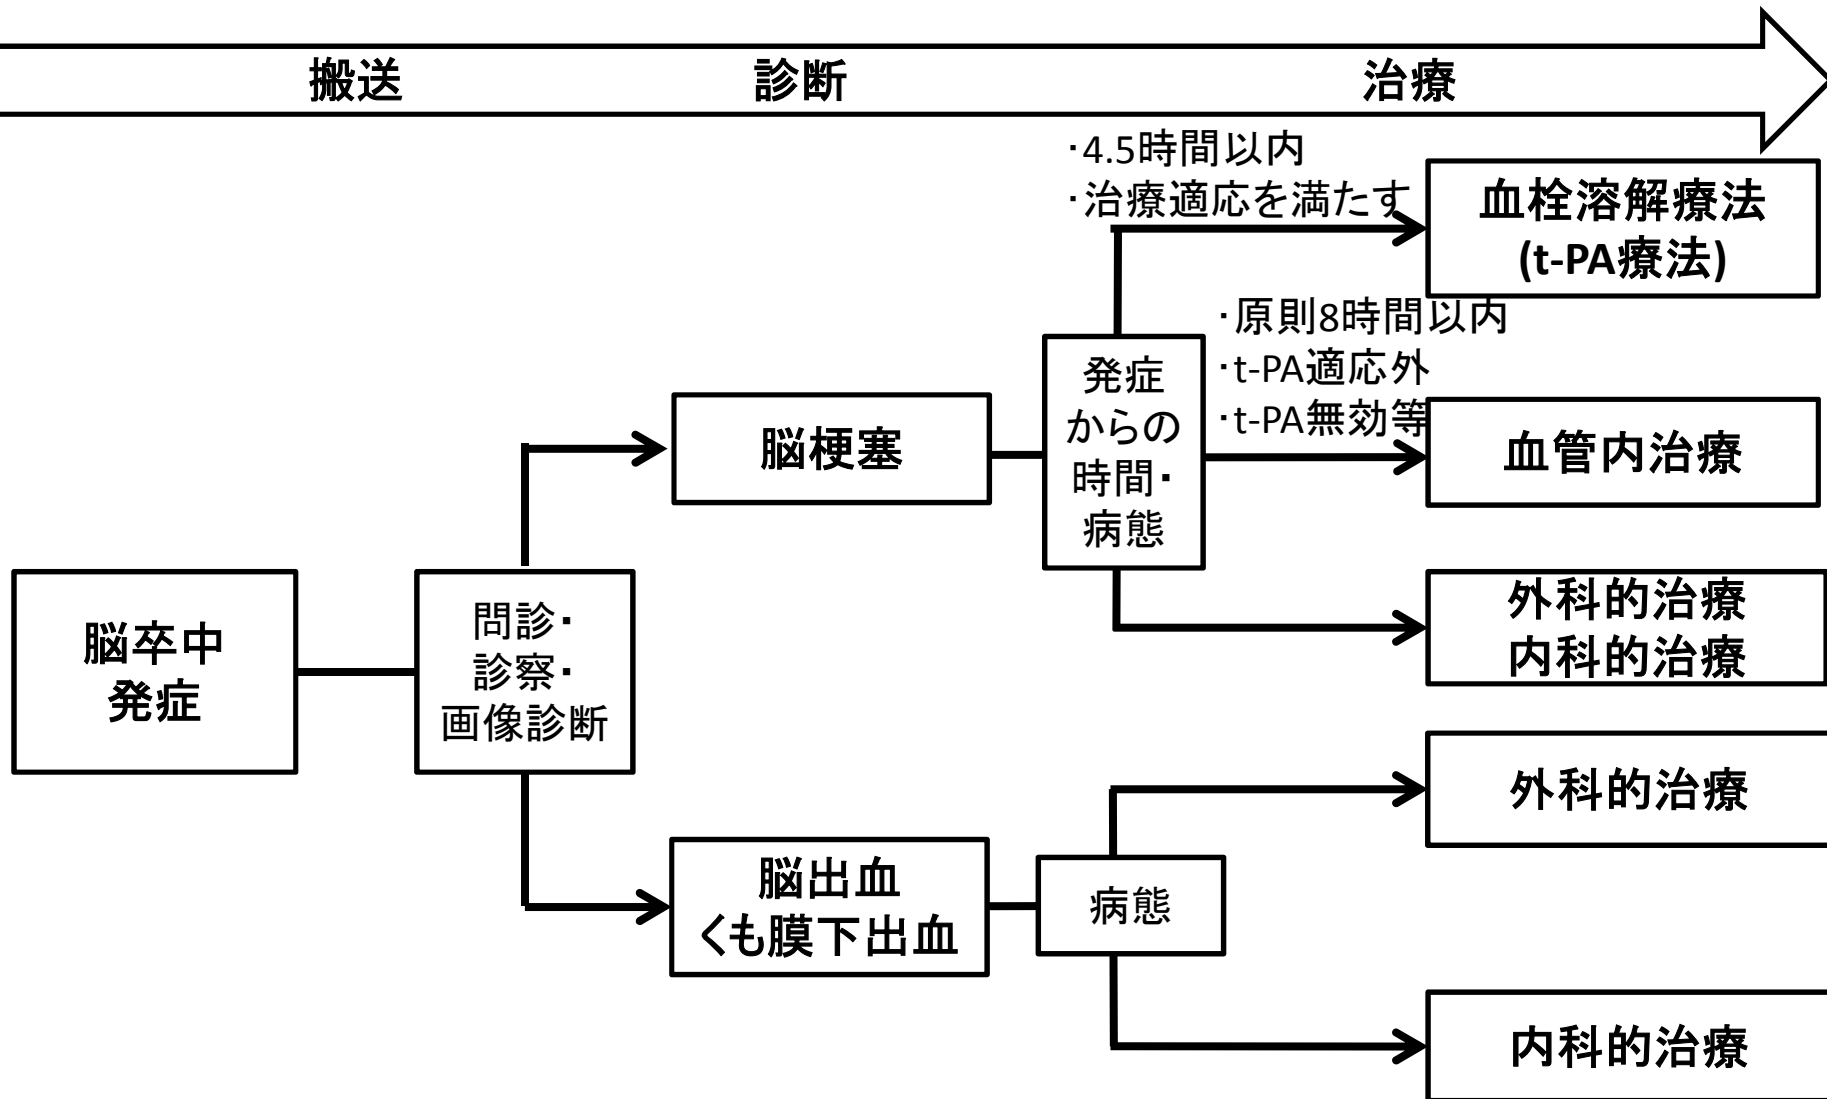 搬送
診断
治療
・4.5時間以内
・治療適応を満たす
血栓溶解療法
(t-PA療法)
・原則8時間以内
・t-PA適応外
・t-PA無効等
発症
からの
時間・
病態
脳梗塞
血管内治療
脳卒中
発症
問診・
診察・
画像診断
外科的治療
内科的治療
外科的治療
脳出血
くも膜下出血
病態
内科的治療